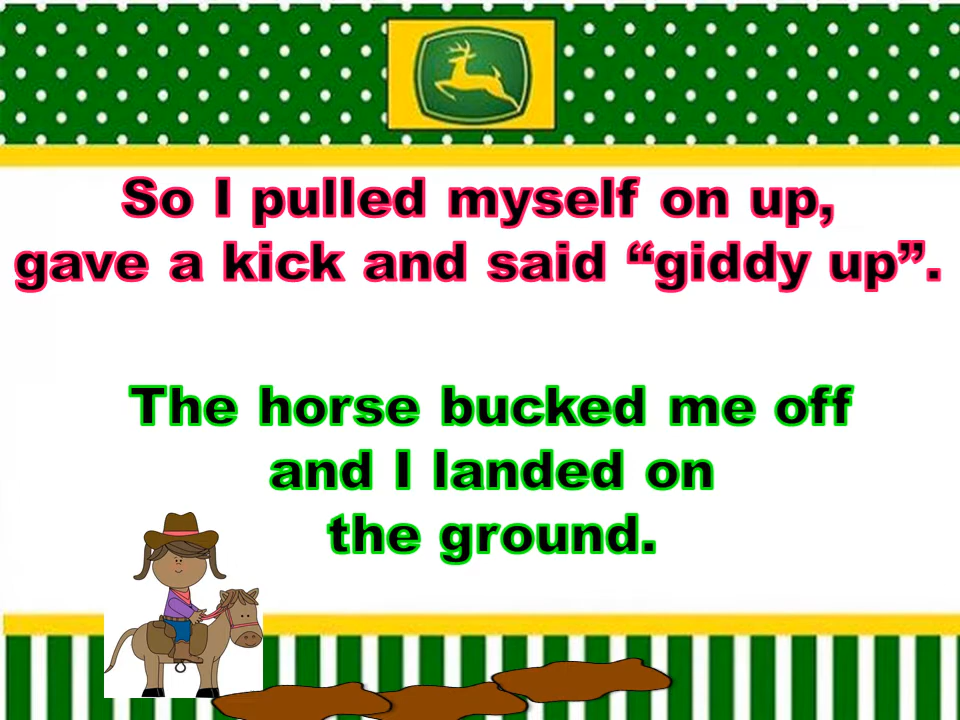 So I pulled myself on up,
gave a kick and said “giddy up”.
The horse bucked me off
and I landed on
the ground.